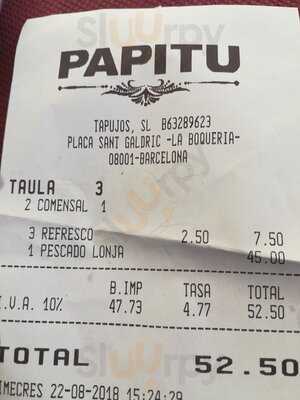 PAPITU
TAPUJOS, SL B63289623
PLACA SANT GALDRIC -LA BOQUERIA-
08001-BARCELONA
TAULA 3
2 COMENSAL 1
3 REFRESCO 2.50 7.50
1 PESCADO LONJA 45.00
B.IMP TASA TOTAL
I.V.A. 10% 47.73 4.77 52.50
TOTAL 52.50
IMECRES 22-08-2018 15:24:29